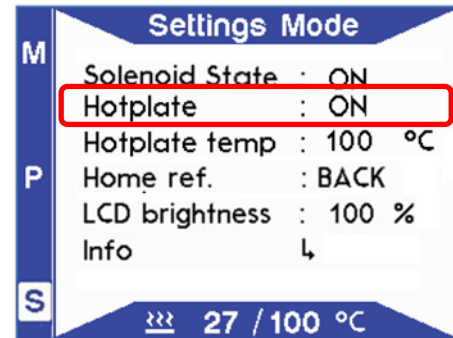 Settings Mode
M
Solenoid State : ON
Hotplate : ON
Hotplate temp : 100 °C
P
Home ref. : BACK
LCD brightness : 100 %
Info ↳
S
27 / 100 °C